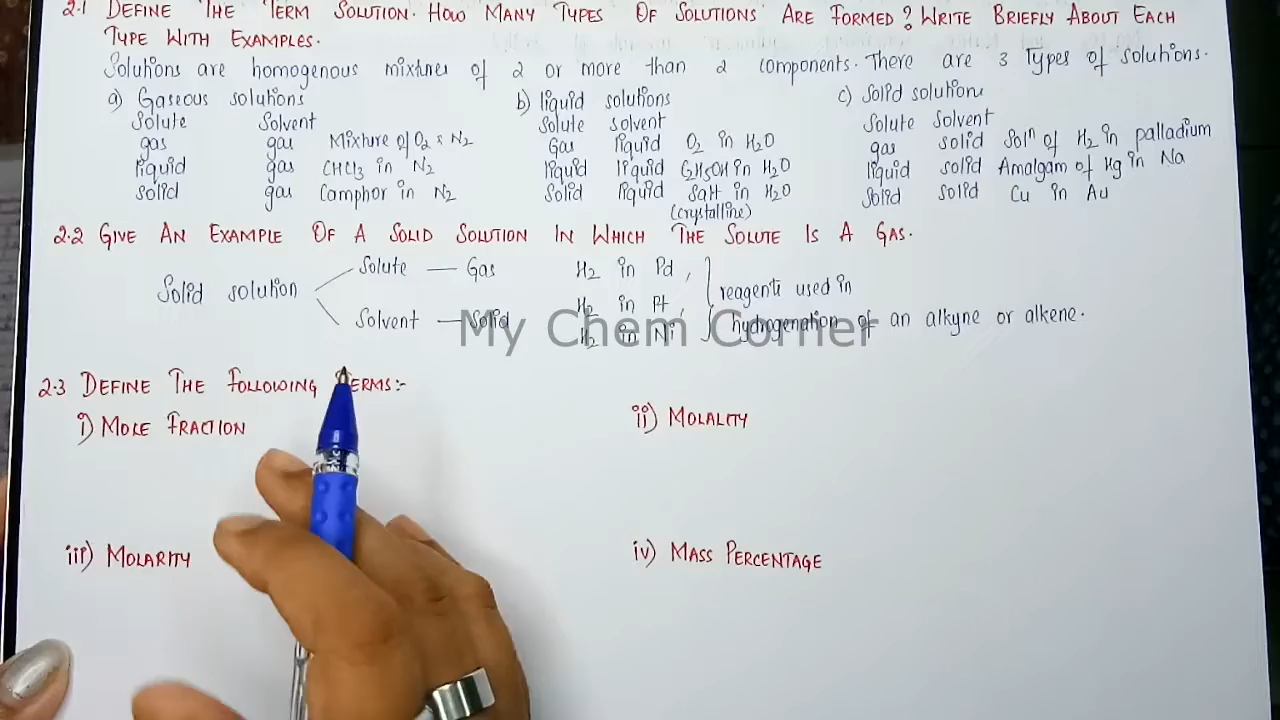 2.1 DEFINE THE TERM SOLUTION. HOW MANY TYPES OF SOLUTIONS ARE FORMED? WRITE BRIEFLY ABOUT EACH
TYPE WITH EXAMPLES.
Solutions are homogenous mixtures of 2 or more than 2 components. There are 3 Types of solutions.
a) Gaseous solutions
Solute Solvent
gas gas Mixture of O₂ & N₂
liquid gas CHCl₃ in N₂
solid gas Camphor in N₂
b) liquid solutions
Solute solvent
Gas liquid O₂ in H₂O
liquid liquid C₂H₅OH in H₂O
Solid liquid Salt in H₂O
(crystalline)
c) Solid solutions
Solute Solvent
gas solid Solⁿ of H₂ in palladium
liquid solid Amalgam of Hg in Na
Solid solid Cu in Au
2.2 GIVE AN EXAMPLE OF A SOLID SOLUTION IN WHICH THE SOLUTE IS A GAS.
Solid solution
Solute — Gas
Solvent — Solid
H₂ in Pd,
H₂ in Pt,
H₂ in Ni
reagents used in
hydrogenation of an alkyne or alkene.
My Chem Corner
2.3 DEFINE THE FOLLOWING TERMS:-
i) MOLE FRACTION
ii) MOLALITY
iii) MOLARITY
iv) MASS PERCENTAGE